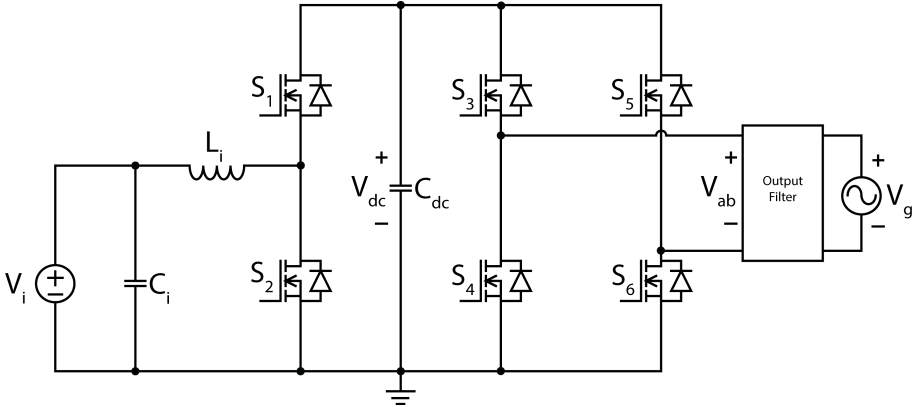 S1
S3
S5
Li
+
Vdc
−
Cdc
+
Vab
−
Output
Filter
+
Vg
−
S2
S4
S6
Vi
+
−
Ci